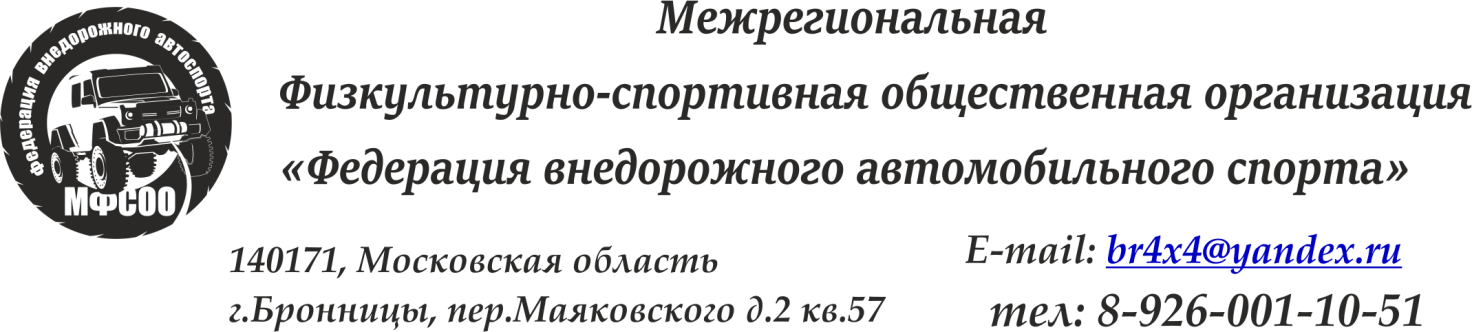 Федерация внедорожного автоспорта
МФСОО
Межрегиональная
Физкультурно-спортивная общественная организация
«Федерация внедорожного автомобильного спорта»
140171, Московская область
г.Бронницы, пер.Маяковского д.2 кв.57
E-mail: br4x4@yandex.ru
тел: 8-926-001-10-51